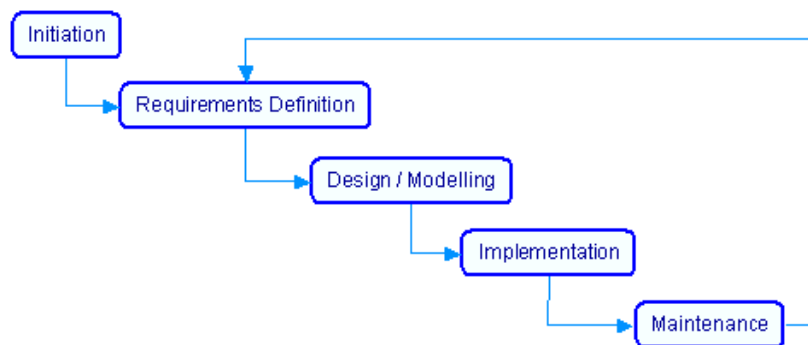 Initiation
Requirements Definition
Design / Modelling
Implementation
Maintenance